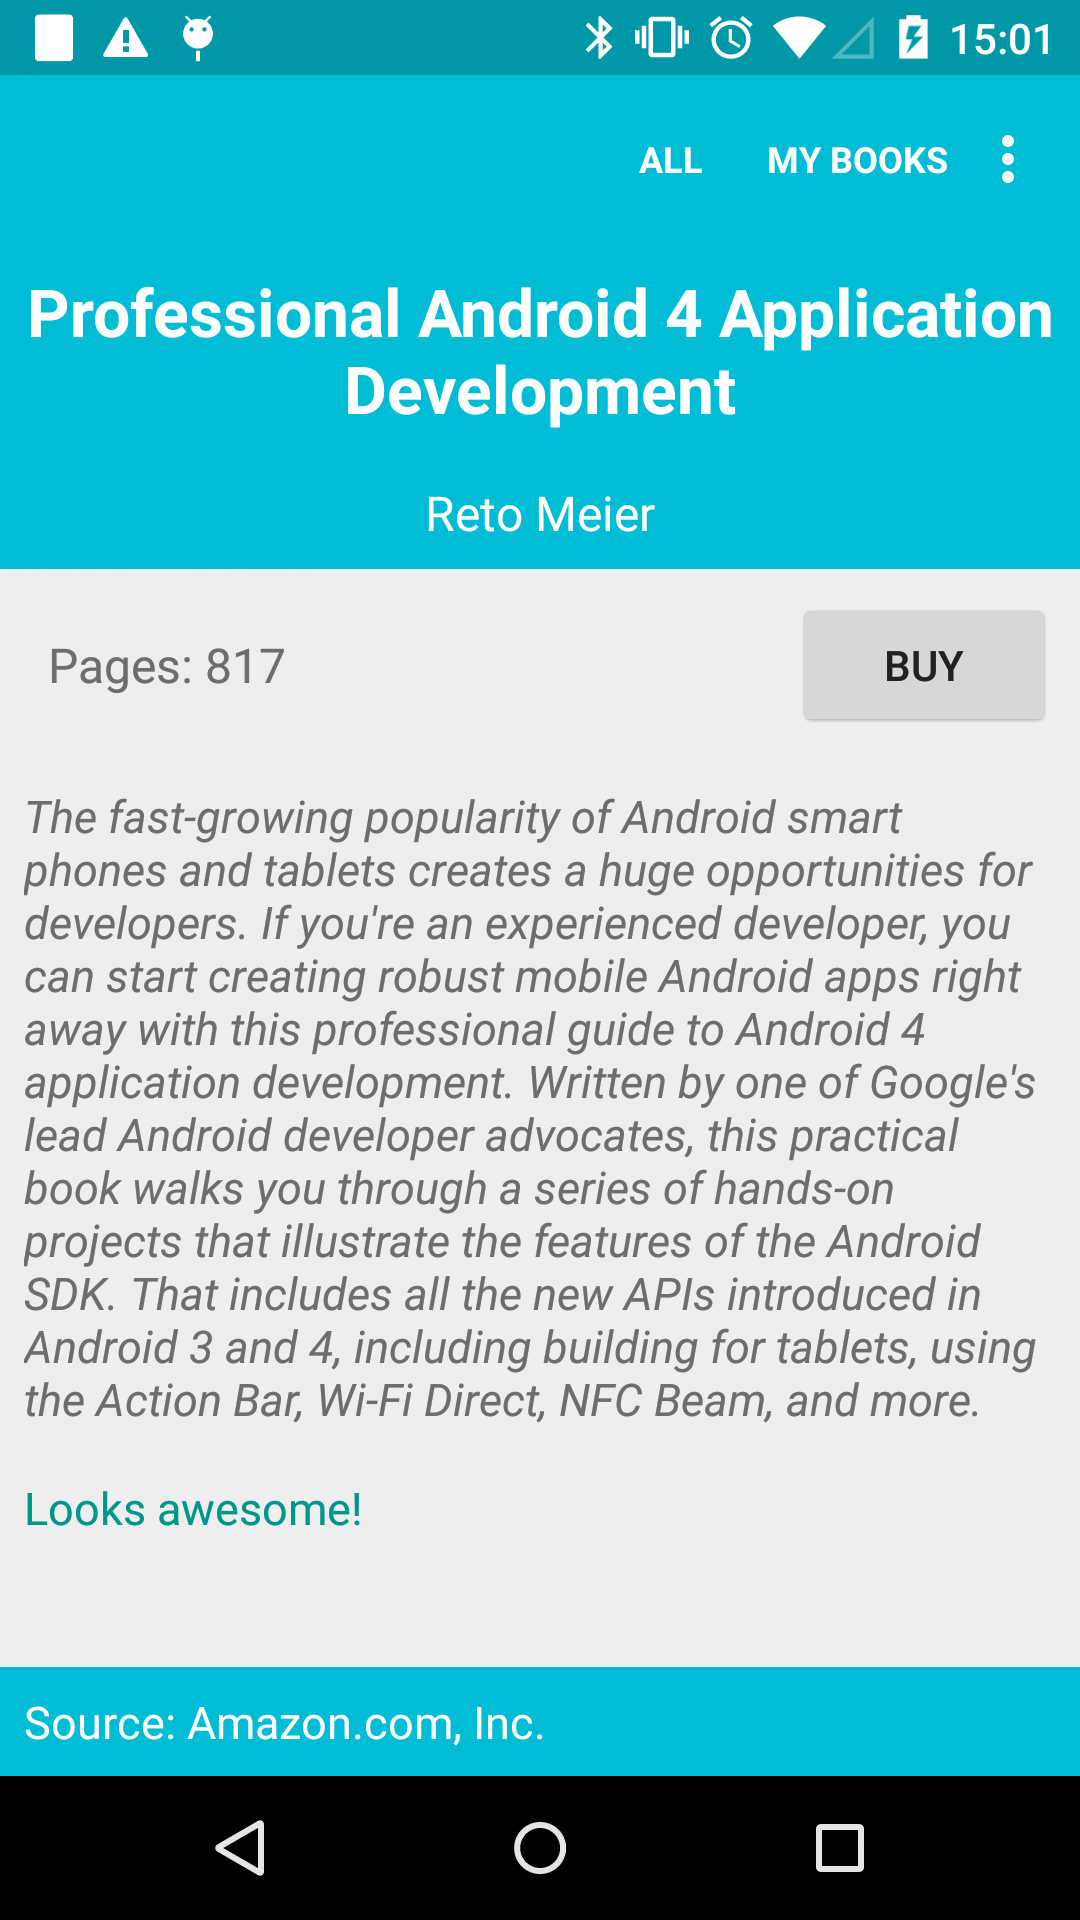 15:01
ALL MY BOOKS
Professional Android 4 Application
Development
Reto Meier
Pages: 817
BUY
The fast-growing popularity of Android smart
phones and tablets creates a huge opportunities for
developers. If you're an experienced developer, you
can start creating robust mobile Android apps right
away with this professional guide to Android 4
application development. Written by one of Google's
lead Android developer advocates, this practical
book walks you through a series of hands-on
projects that illustrate the features of the Android
SDK. That includes all the new APIs introduced in
Android 3 and 4, including building for tablets, using
the Action Bar, Wi-Fi Direct, NFC Beam, and more.
Looks awesome!
Source: Amazon.com, Inc.